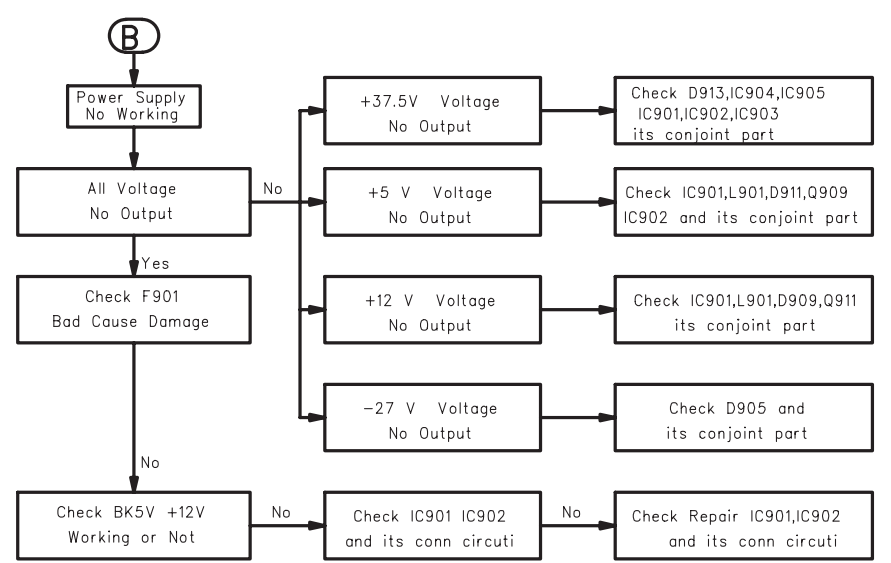 B
Power Supply
No Working
All Voltage
No Output
No
Yes
Check F901
Bad Cause Damage
No
Check BK5V +12V
Working or Not
No
+37.5V Voltage
No Output
Check D913,IC904,IC905
IC901,IC902,IC903
its conjoint part
+5 V Voltage
No Output
Check IC901,L901,D911,Q909
IC902 and its conjoint part
+12 V Voltage
No Output
Check IC901,L901,D909,Q911
its conjoint part
-27 V Voltage
No Output
Check D905 and
its conjoint part
Check IC901 IC902
and its conn circuti
No
Check Repair IC901,IC902
and its conn circuti